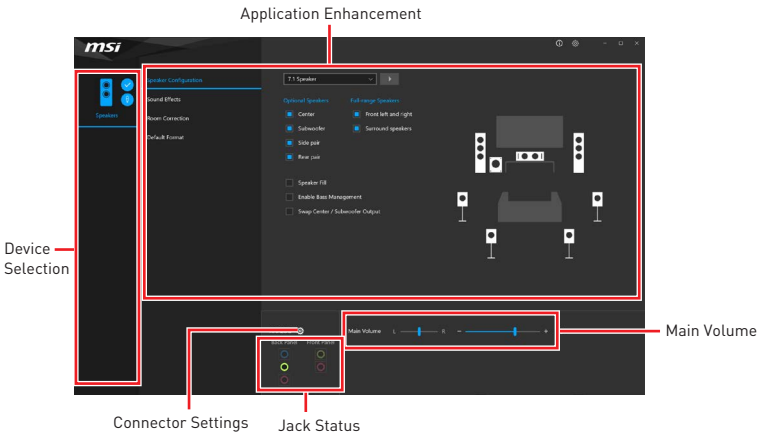 Application Enhancement
msi
Speakers
Speaker Configuration
Sound Effects
Room Correction
Default Format
7.1 Speaker
Optional Speakers
Full-range Speakers
Center
Front left and right
Subwoofer
Surround speakers
Side pair
Rear pair
Speaker Fill
Enable Bass Management
Swap Center / Subwoofer Output
Device
Selection
Main Volume
L
R
-
+
Main Volume
Back Panel
Front Panel
Connector Settings
Jack Status